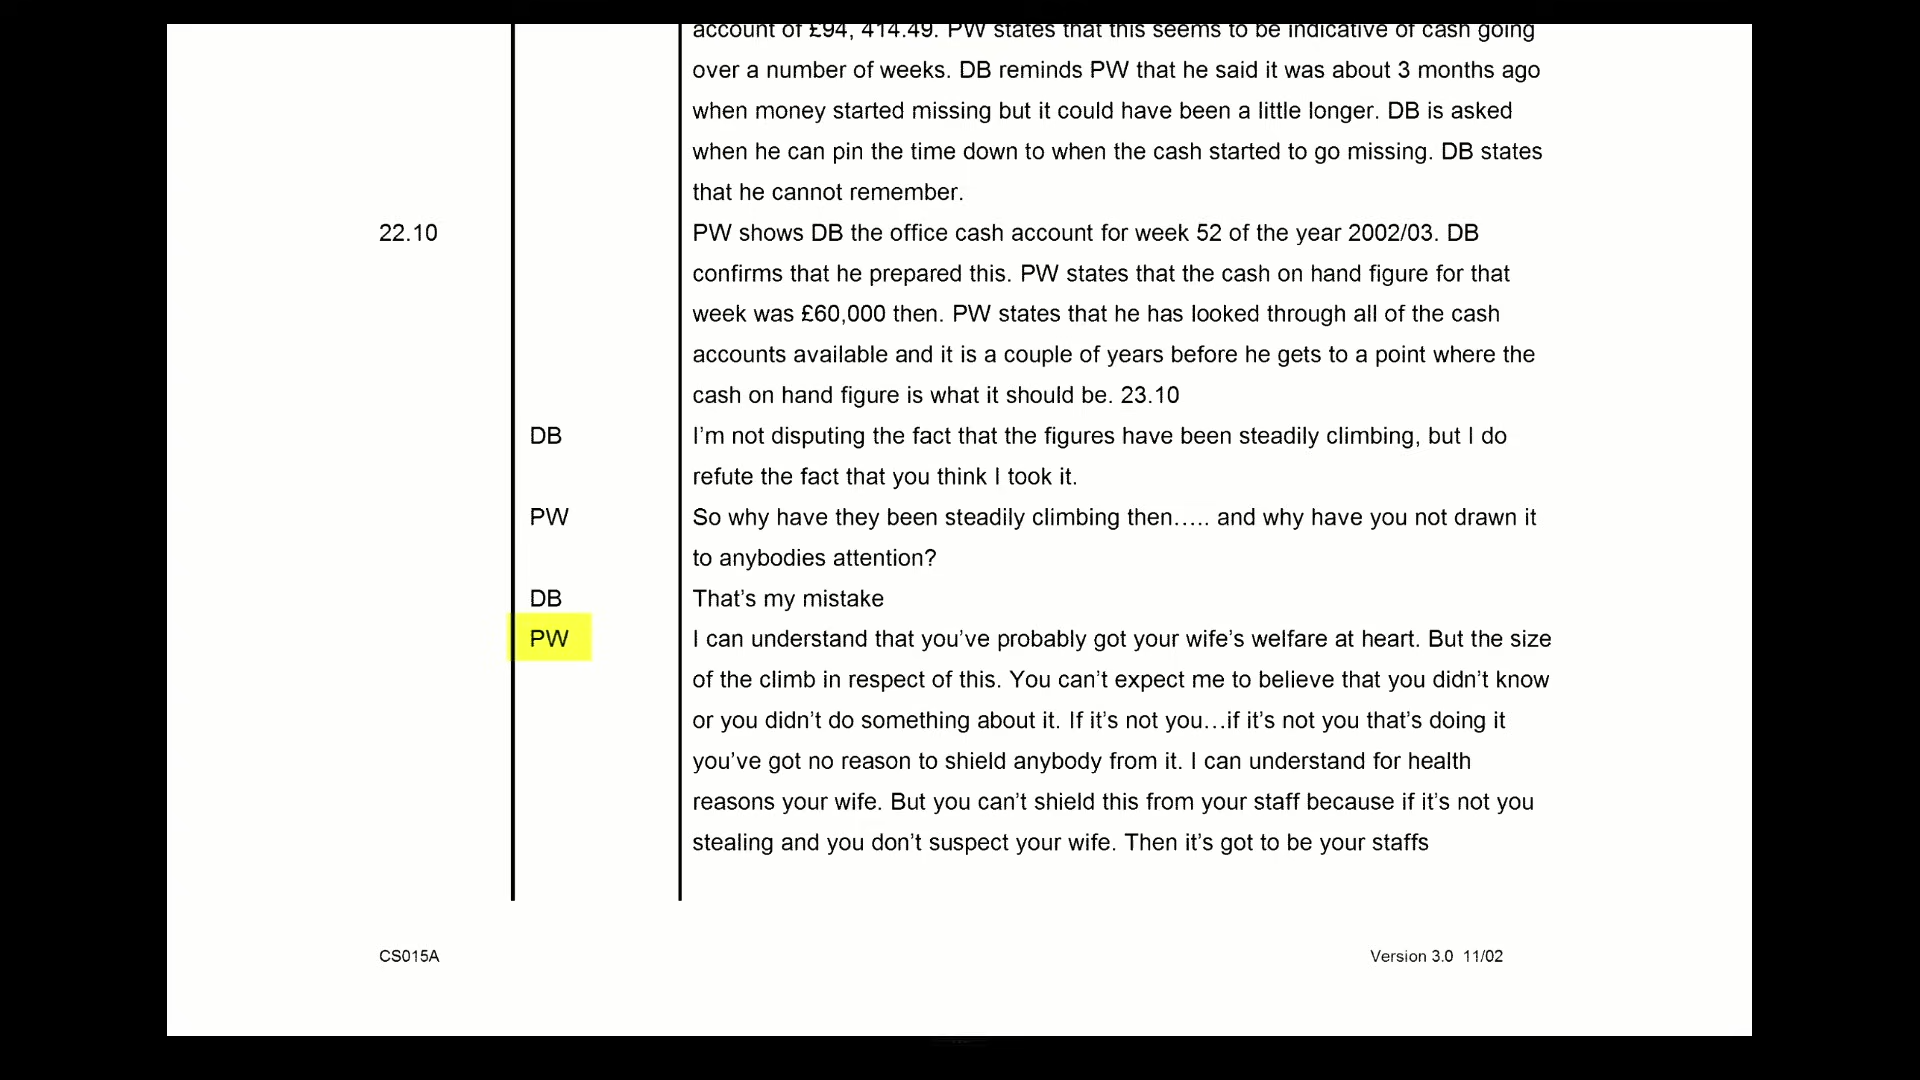 account of £94, 414.49. PW states that this seems to be indicative of cash going
over a number of weeks. DB reminds PW that he said it was about 3 months ago
when money started missing but it could have been a little longer. DB is asked
when he can pin the time down to when the cash started to go missing. DB states
that he cannot remember.
22.10 PW shows DB the office cash account for week 52 of the year 2002/03. DB
confirms that he prepared this. PW states that the cash on hand figure for that
week was £60,000 then. PW states that he has looked through all of the cash
accounts available and it is a couple of years before he gets to a point where the
cash on hand figure is what it should be. 23.10
DB I’m not disputing the fact that the figures have been steadily climbing, but I do
refute the fact that you think I took it.
PW So why have they been steadily climbing then….. and why have you not drawn it
to anybodies attention?
DB That’s my mistake
PW I can understand that you’ve probably got your wife’s welfare at heart. But the size
of the climb in respect of this. You can’t expect me to believe that you didn’t know
or you didn’t do something about it. If it’s not you…if it’s not you that’s doing it
you’ve got no reason to shield anybody from it. I can understand for health
reasons your wife. But you can’t shield this from your staff because if it’s not you
stealing and you don’t suspect your wife. Then it’s got to be your staffs
CS015A Version 3.0 11/02